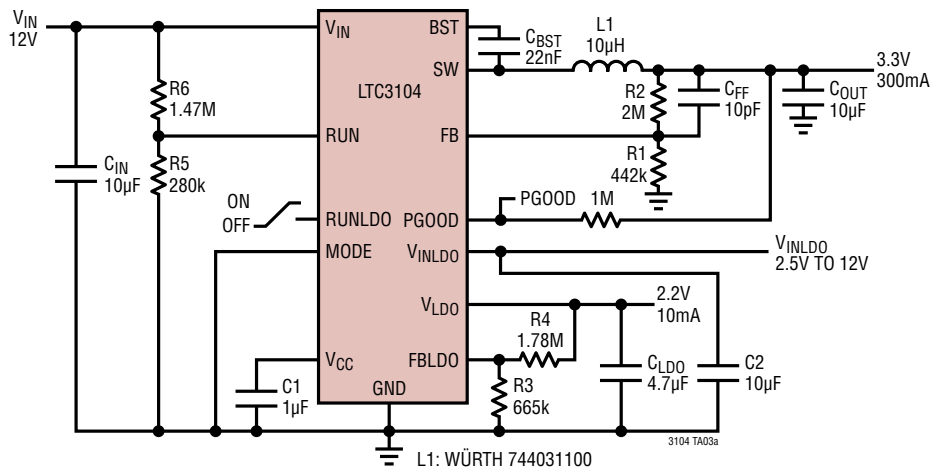 VIN
12V
R6
1.47M
CIN
10µF
R5
280k
ON
OFF
C1
1µF
VIN
RUN
RUNLDO
MODE
VCC
LTC3104
GND
BST
SW
FB
PGOOD
VINLDO
VLDO
FBLDO
CBST
22nF
L1
10µH
R2
2M
CFF
10pF
R1
442k
COUT
10µF
3.3V
300mA
PGOOD
1M
VINLDO
2.5V TO 12V
2.2V
10mA
R4
1.78M
R3
665k
CLDO
4.7µF
C2
10µF
3104 TA03a
L1: WÜRTH 744031100